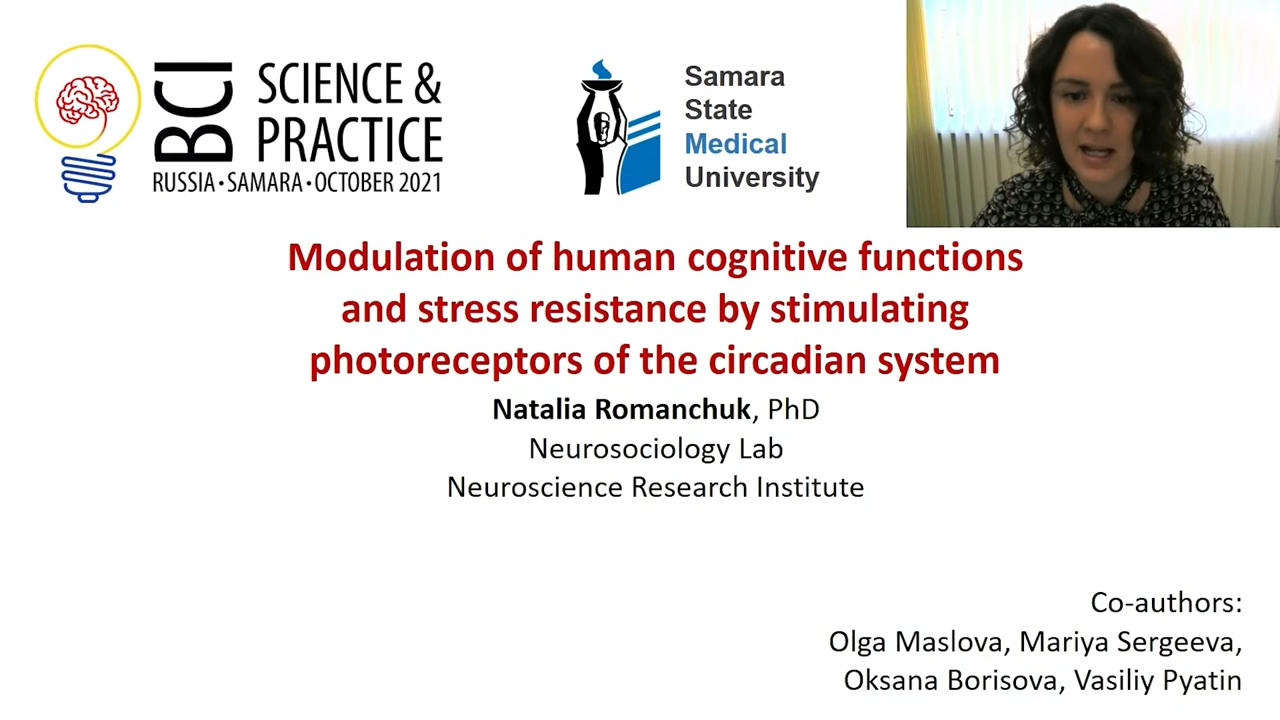 BCI
SCIENCE &
PRACTICE
RUSSIA•SAMARA•OCTOBER 2021
Samara
State
Medical
University
Modulation of human cognitive functions
and stress resistance by stimulating
photoreceptors of the circadian system
Natalia Romanchuk, PhD
Neurosociology Lab
Neuroscience Research Institute
Co-authors:
Olga Maslova, Mariya Sergeeva,
Oksana Borisova, Vasiliy Pyatin